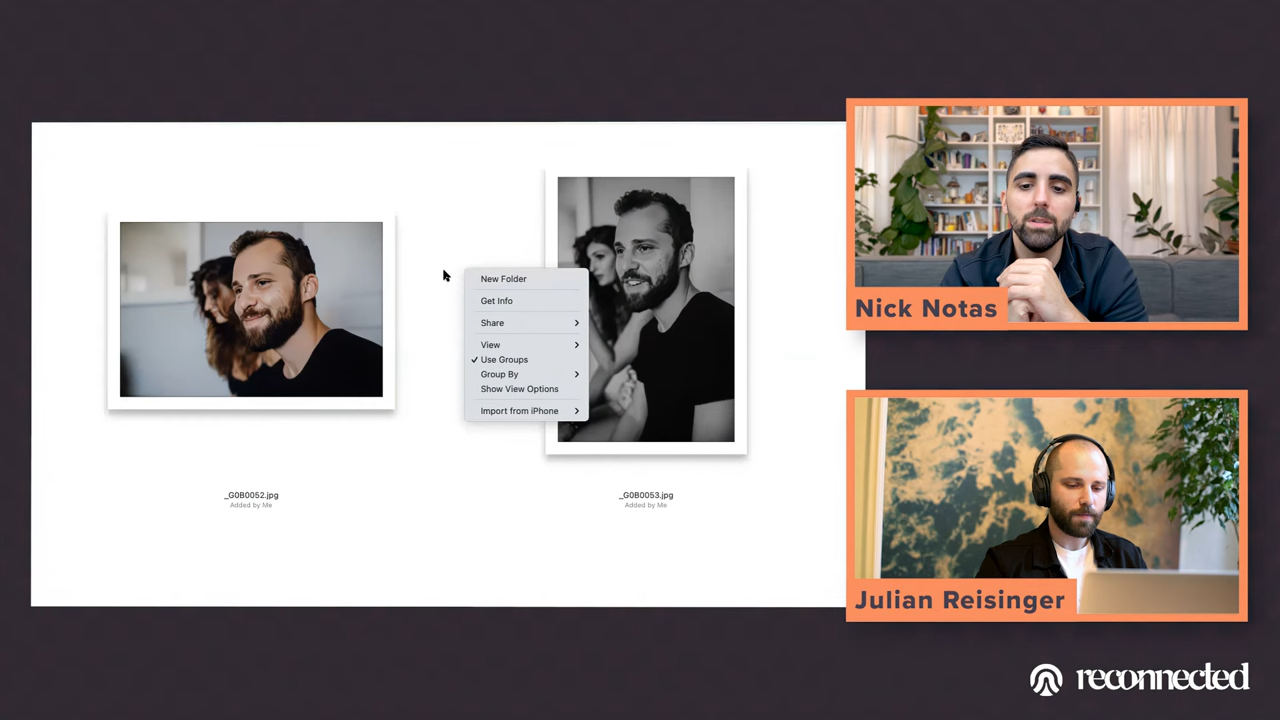 New Folder
Get Info
Share
View
✓ Use Groups
Group By
Show View Options
Import from iPhone
_G0B0052.jpg
Added by Me
_G0B0053.jpg
Added by Me
Nick Notas
Julian Reisinger
reconnected